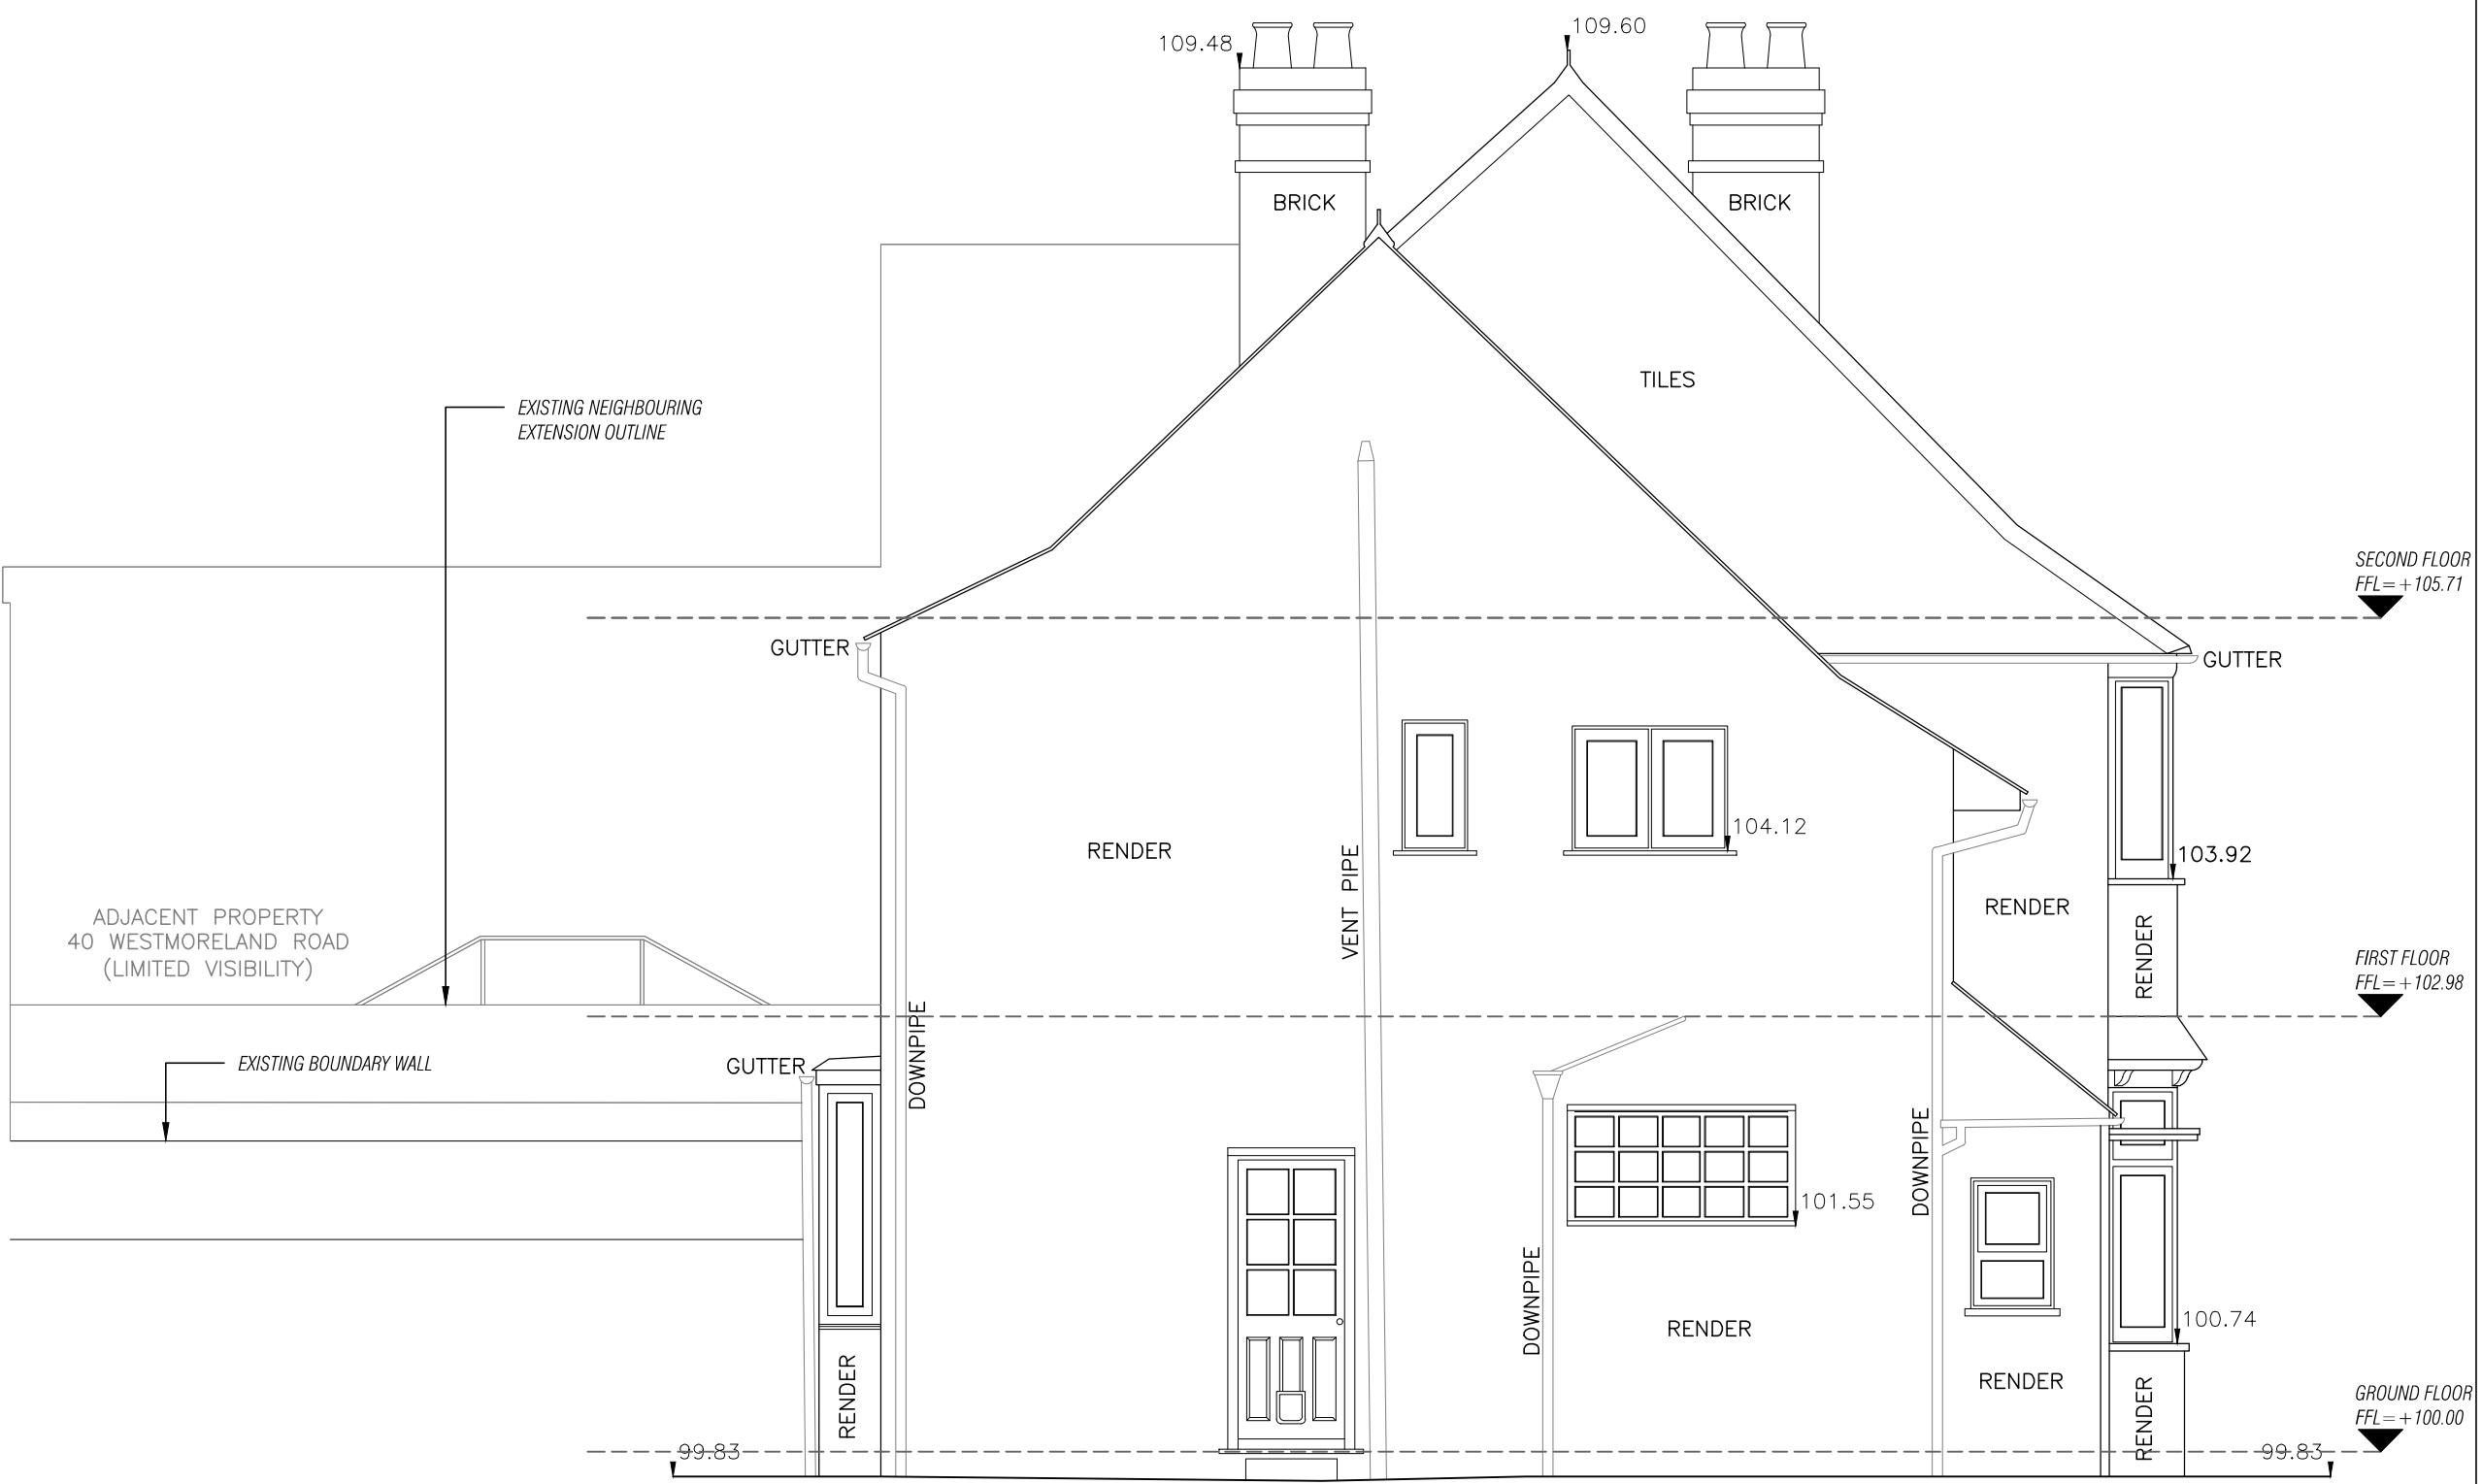 109.60
109.48
BRICK
BRICK
TILES
EXISTING NEIGHBOURING
EXTENSION OUTLINE
SECOND FLOOR
FFL=+105.71
GUTTER
GUTTER
104.12
RENDER
VENT PIPE
103.92
RENDER
RENDER
ADJACENT PROPERTY
40 WESTMORELAND ROAD
(LIMITED VISIBILITY)
FIRST FLOOR
FFL=+102.98
EXISTING BOUNDARY WALL
GUTTER
DOWNPIPE
DOWNPIPE
101.55
DOWNPIPE
RENDER
100.74
RENDER
RENDER
RENDER
GROUND FLOOR
FFL=+100.00
99.83
99.83